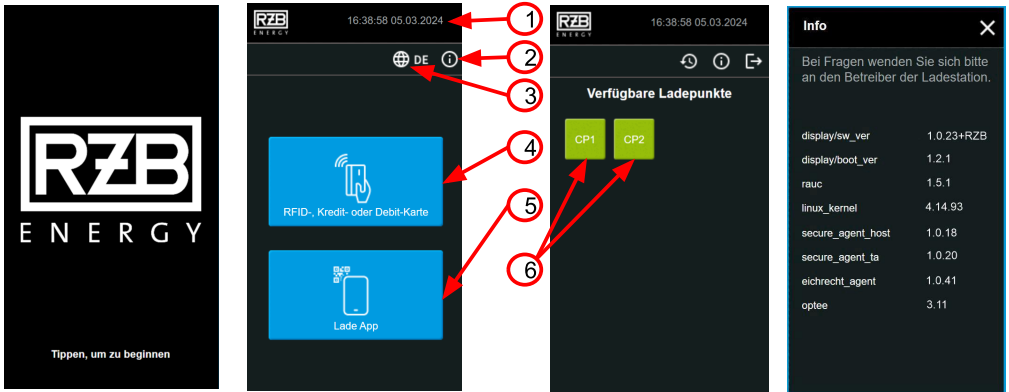 RZB
ENERGY
Tippen, um zu beginnen
RZB
ENERGY
16:38:58 05.03.2024
DE
RFID-, Kredit- oder Debit-Karte
Lade App
1
2
3
4
5
6
RZB
ENERGY
16:38:58 05.03.2024
Verfügbare Ladepunkte
CP1 CP2
Info
Bei Fragen wenden Sie sich bitte
an den Betreiber der Ladestation.
display/sw_ver 1.0.23+RZB
display/boot_ver 1.2.1
rauc 1.5.1
linux_kernel 4.14.93
secure_agent_host 1.0.18
secure_agent_ta 1.0.20
eichrecht_agent 1.0.41
optee 3.11